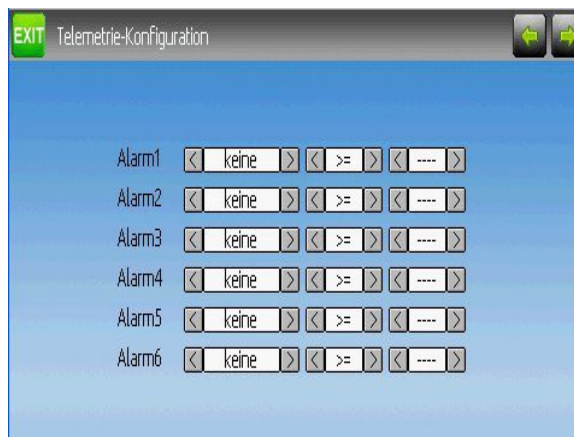 EXIT Telemetrie-Konfiguration
Alarm1 < keine > < >= > < ---- >
Alarm2 < keine > < >= > < ---- >
Alarm3 < keine > < >= > < ---- >
Alarm4 < keine > < >= > < ---- >
Alarm5 < keine > < >= > < ---- >
Alarm6 < keine > < >= > < ---- >